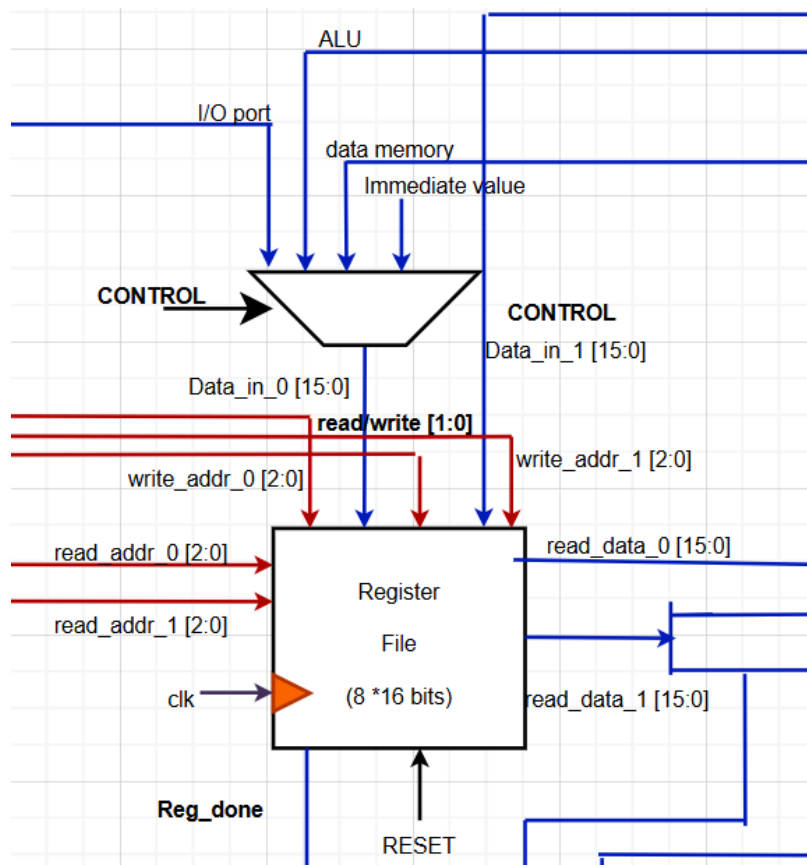 ALU
I/O port
data memory
Immediate value
CONTROL
CONTROL
Data_in_1 [15:0]
Data_in_0 [15:0]
read/write [1:0]
write_addr_1 [2:0]
write_addr_0 [2:0]
read_addr_0 [2:0]
read_data_0 [15:0]
Register
read_addr_1 [2:0]
File
clk
(8 *16 bits)
read_data_1 [15:0]
Reg_done
RESET